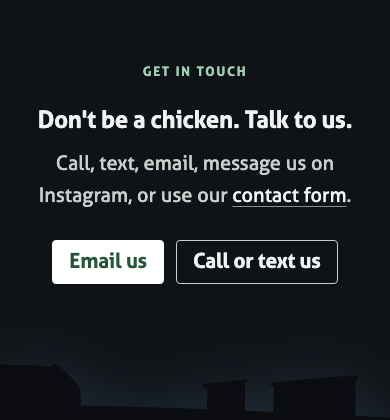 GET IN TOUCH
Don't be a chicken. Talk to us.
Call, text, email, message us on
Instagram, or use our contact form.
Email us
Call or text us